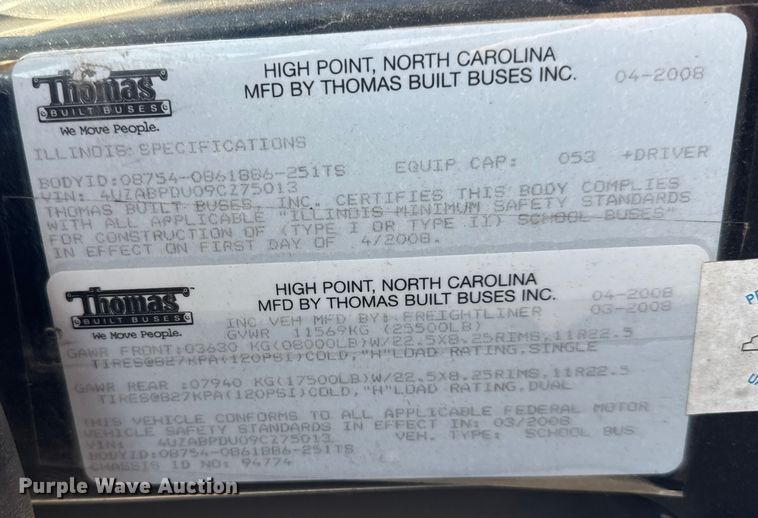 Thomas
BUILT BUSES
We Move People.
HIGH POINT, NORTH CAROLINA
MFD BY THOMAS BUILT BUSES INC.
04-2008
ILLINOIS: SPECIFICATIONS
BODYID:08754-0861886-251TS EQUIP CAP: 053 +DRIVER
VIN: 4UZABPDU09CZ75013
THOMAS BUILT BUSES, INC. CERTIFIES THIS BODY COMPLIES
WITH ALL APPLICABLE "ILLINOIS MINIMUM SAFETY STANDARDS
FOR CONSTRUCTION OF (TYPE I OR TYPE II) SCHOOL BUSES"
IN EFFECT ON FIRST DAY OF 4/2008.
Thomas
BUILT BUSES
We Move People.
HIGH POINT, NORTH CAROLINA
MFD BY THOMAS BUILT BUSES INC.
04-2008
INC VEH MFD BY: FREIGHTLINER 03-2008
GVWR 11569KG (25500LB)
GAWR FRONT:03630 KG(08000LB)W/22.5X8.25RIMS,11R22.5
TIRES@827KPA(120PSI)COLD,"H"LOAD RATING,SINGLE
GAWR REAR :07940 KG(17500LB)W/22.5X8.25RIMS,11R22.5
TIRES@827KPA(120PSI)COLD,"H"LOAD RATING,DUAL
THIS VEHICLE CONFORMS TO ALL APPLICABLE FEDERAL MOTOR
VEHICLE SAFETY STANDARDS IN EFFECT IN: 03/2008
VIN: 4UZABPDU09CZ75013 VEH. TYPE: SCHOOL BUS
BODYID:08754-0861886-251TS
CHASSIS ID NO: 94774
Purple Wave Auction